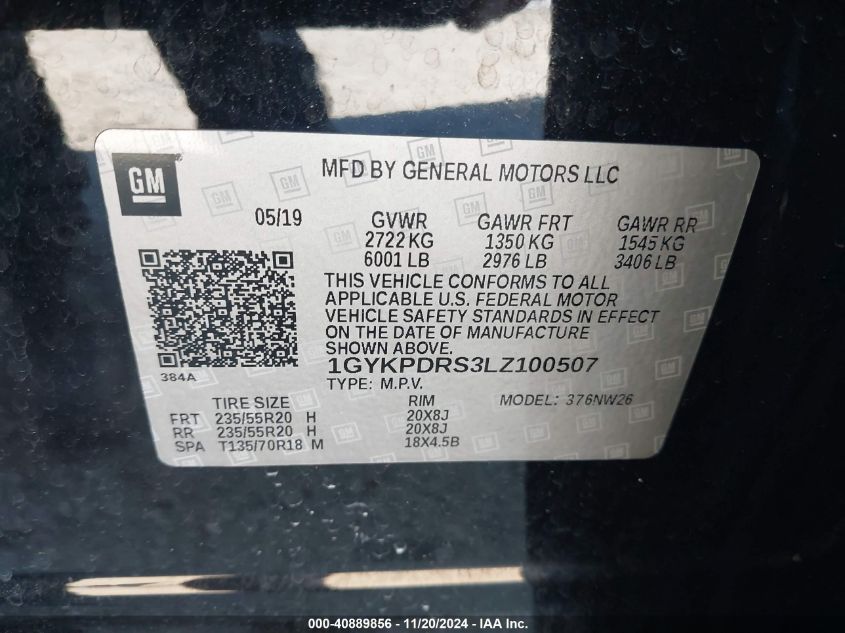 GM
MFD BY GENERAL MOTORS LLC
05/19 GVWR GAWR FRT GAWR RR
2722 KG 1350 KG 1545 KG
6001 LB 2976 LB 3406 LB
THIS VEHICLE CONFORMS TO ALL
APPLICABLE U.S. FEDERAL MOTOR
VEHICLE SAFETY STANDARDS IN EFFECT
ON THE DATE OF MANUFACTURE
SHOWN ABOVE.
1GYKPDRS3LZ100507
384A
TYPE: M.P.V.
TIRE SIZE RIM MODEL: 376NW26
FRT 235/55R20 H 20X8J
RR 235/55R20 H 20X8J
SPA T135/70R18 M 18X4.5B
000-40889856 - 11/20/2024 - IAA Inc.